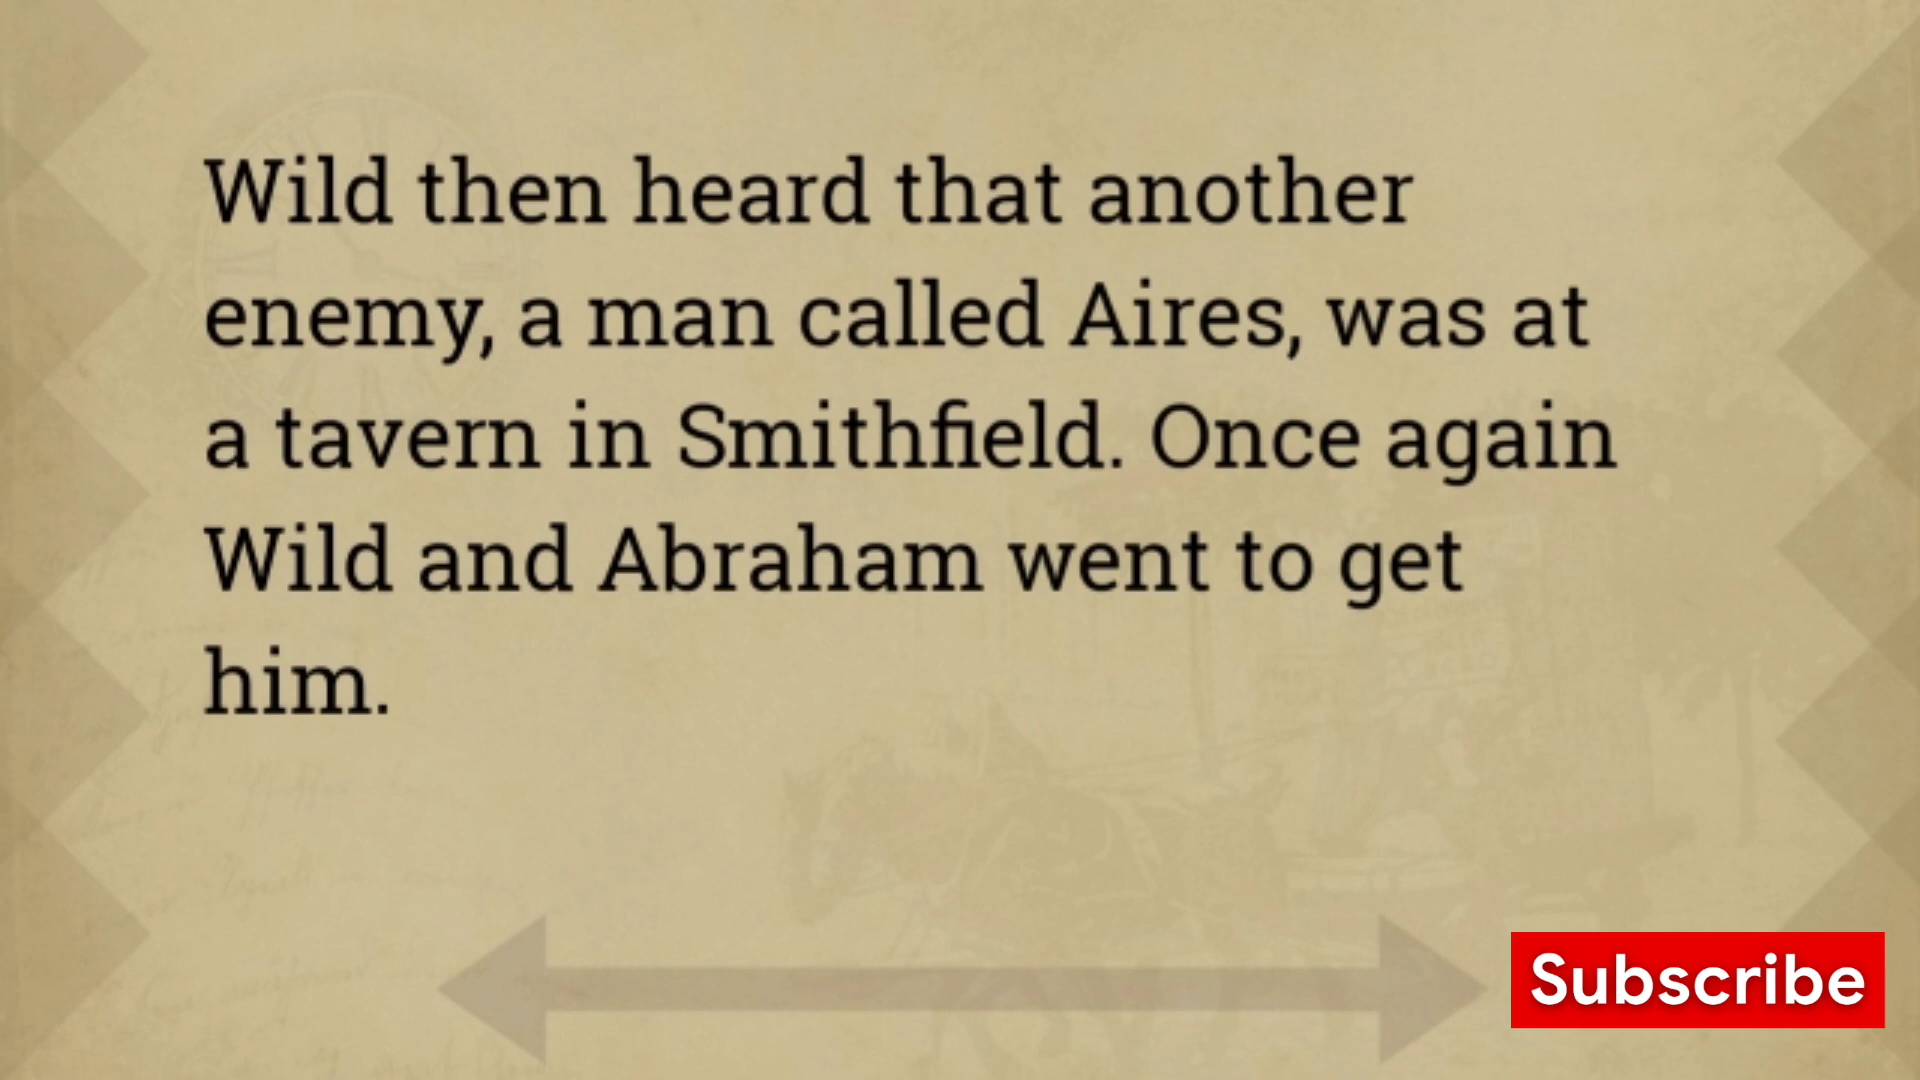 Wild then heard that another
enemy, a man called Aires, was at
a tavern in Smithfield. Once again
Wild and Abraham went to get
him.
Subscribe